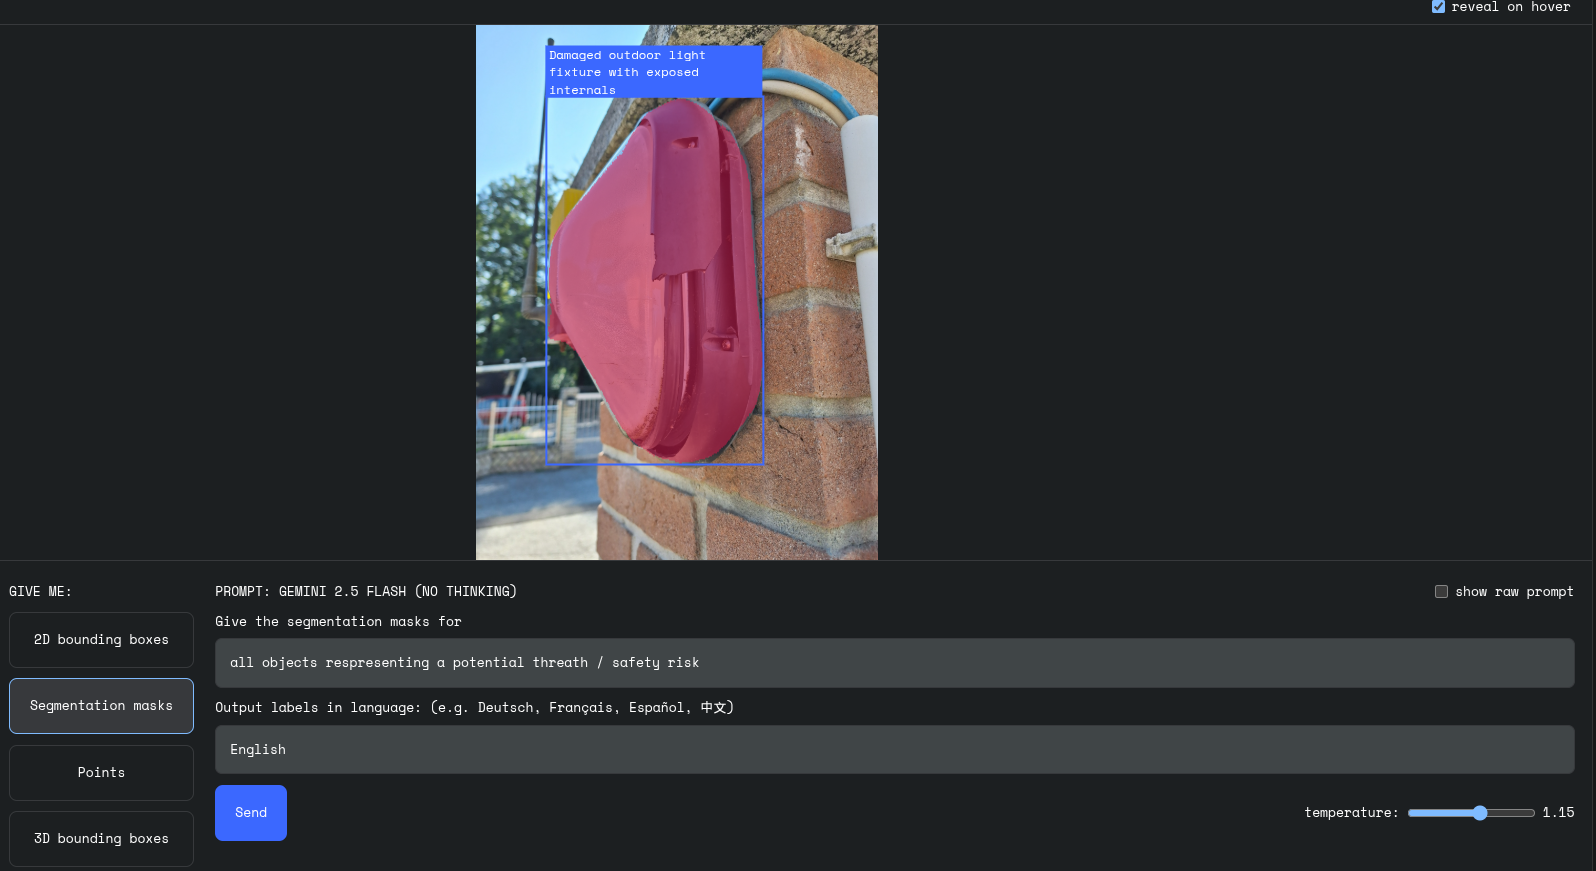 reveal on hover
Damaged outdoor light
fixture with exposed
internals
GIVE ME:
PROMPT: GEMINI 2.5 FLASH (NO THINKING)
show raw prompt
2D bounding boxes
Give the segmentation masks for
all objects respresenting a potential threath / safety risk
Segmentation masks
Output labels in language: (e.g. Deutsch, Français, Español, 中文)
English
Points
Send
temperature:
1.15
3D bounding boxes